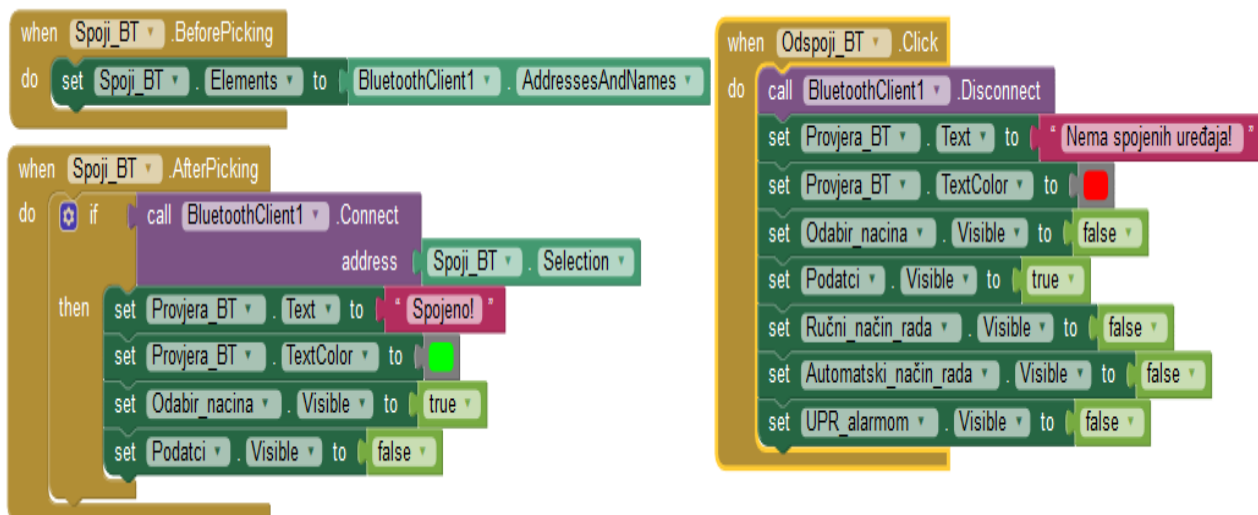 when Spoji_BT .BeforePicking
do set Spoji_BT . Elements to BluetoothClient1 . AddressesAndNames
when Spoji_BT .AfterPicking
do if call BluetoothClient1 .Connect
address Spoji_BT . Selection
then set Provjera_BT . Text to " Spojeno! "
set Provjera_BT . TextColor to
set Odabir_nacina . Visible to true
set Podatci . Visible to false
when Odspoji_BT .Click
do call BluetoothClient1 .Disconnect
set Provjera_BT . Text to " Nema spojenih uređaja! "
set Provjera_BT . TextColor to
set Odabir_nacina . Visible to false
set Podatci . Visible to true
set Ručni_način_rada . Visible to false
set Automatski_način_rada . Visible to false
set UPR_alarmom . Visible to false